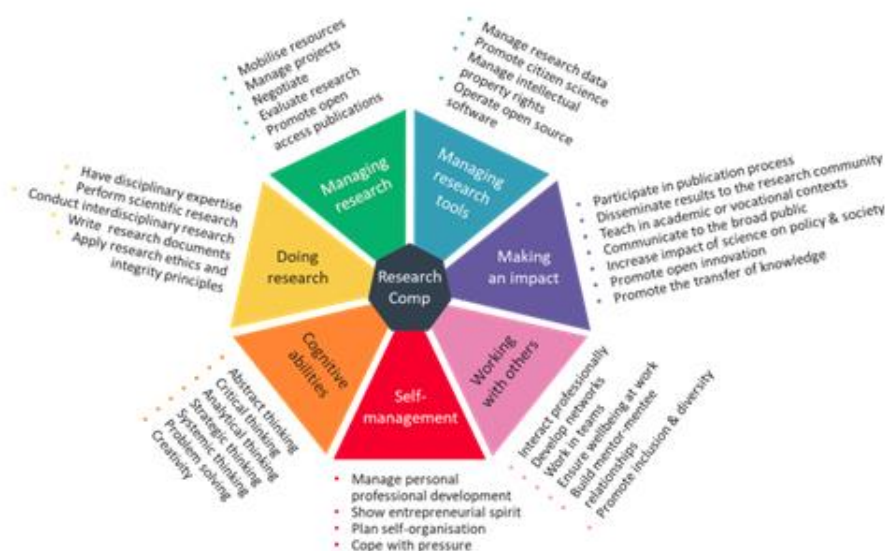 Mobilise resources
Manage projects
Negotiate
Evaluate research
Promote open
access publications
Manage research data
Promote citizen science
Manage intellectual
property rights
Operate open source
software
Have disciplinary expertise
Perform scientific research
Conduct interdisciplinary research
Write research documents
Apply research ethics and
integrity principles
Managing
research
Managing
research
tools
Participate in publication process
Disseminate results to the research community
Teach in academic or vocational contexts
Communicate to the broad public
Increase impact of science on policy & society
Promote open innovation
Promote the transfer of knowledge
Doing
research
Research
Comp
Making
an impact
Cognitive
abilities
Self-
management
Working
with others
Abstract thinking
Critical thinking
Analytical thinking
Strategic thinking
Systemic thinking
Problem solving
Creativity
Manage personal
professional development
Show entrepreneurial spirit
Plan self-organisation
Cope with pressure
Interact professionally
Develop networks
Work in teams
Ensure wellbeing at work
Build mentor-mentee
relationships
Promote inclusion & diversity